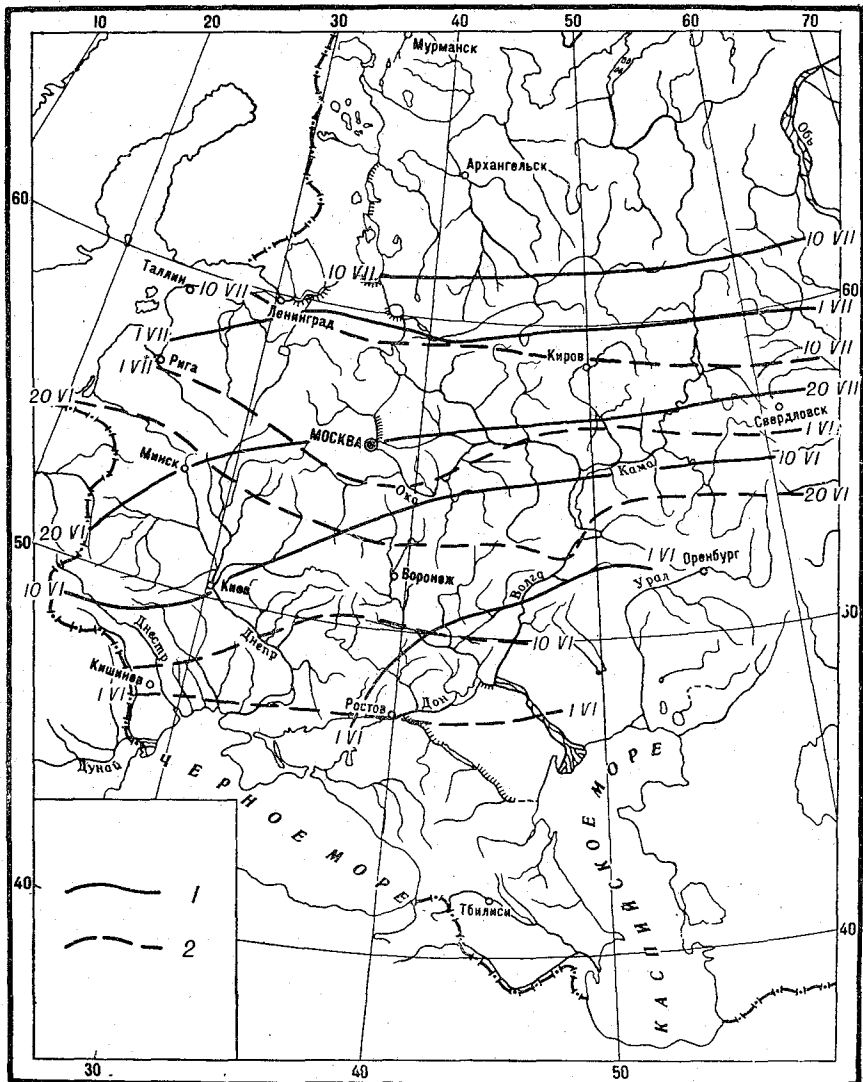 10 20 30 40 50 60 70
Мурманск
Обь
Архангельск
60
10 VII 10 VII
Таллин 10 VII
60
Ленинград
1 VII 1 VII
Рига
1 VII
Киров 10 VII
20 VI 20 VII
Свердловск
МОСКВА
Минск 1 VI
Кама 10 VI
Ока
20 VI
20 VI
50
Воронеж
1 VI Оренбург
Киев Волга Урал
10 VI
Днестр Днепр 10 VI
Кишинев
1 VI
Ростов Дон 1 VI
1 VI
Дунай
ЧЕРНОЕ МОРЕ
КАСПИЙСКОЕ МОРЕ
40
1
Тбилиси
2
40
30 40 50